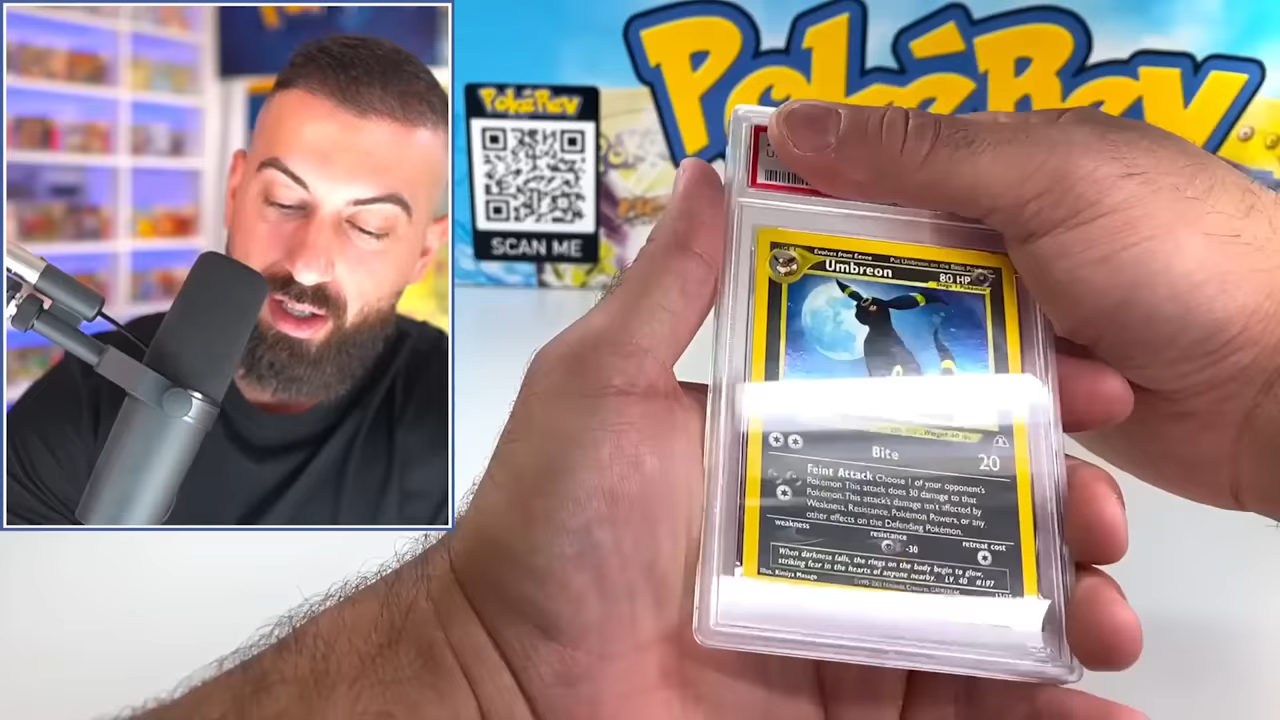 PokéRev
PokéRev
SCAN ME
Evolves from Eevee
Put Umbreon on the Basic
Umbreon
80 HP
Stage 1 Pokémon
Bite
20
Feint Attack Choose 1 of your opponent's
Pokémon This attack does 30 damage to that
Pokémon. This attack's damage isn't affected by
Weakness, Resistance, Pokémon Powers, or any
other effects on the Defending Pokémon.
weakness
resistance
-30
retreat cost
When darkness falls, the rings on the body begin to glow,
striking fear in the hearts of anyone nearby. LV. 40 #197
Illus. Kimiya Masago